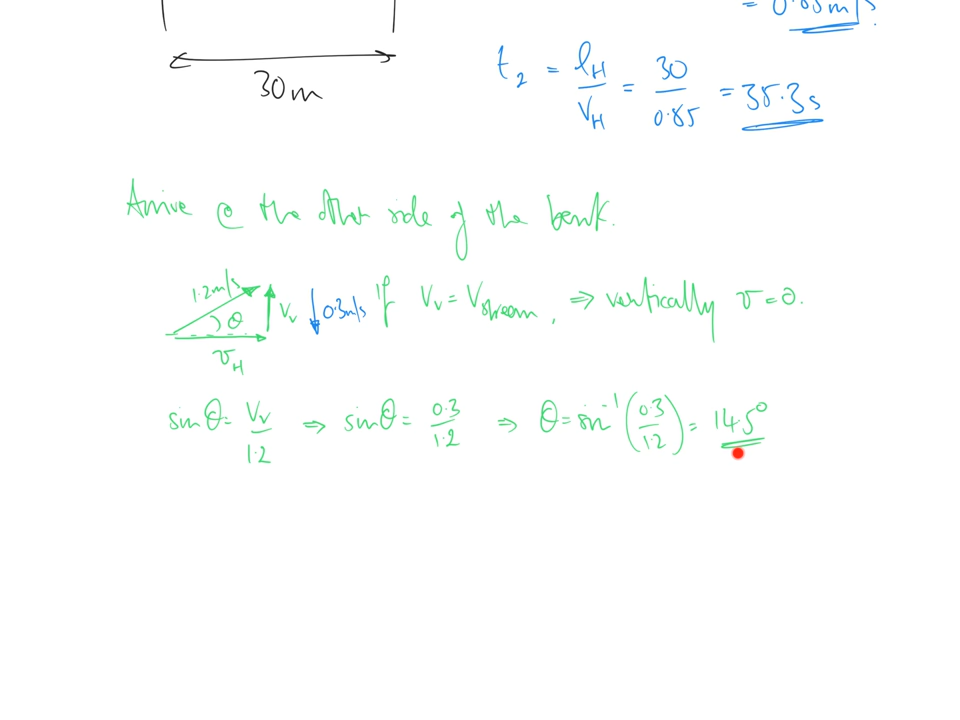 = 0.85m/s
30m
t₂ = l_H / V_H = 30 / 0.85 = 35.3s
Arrive @ the other side of the bank.
1.2m/s θ V_v 0.3m/s If V_v = V_stream, ⇒ vertically v = 0.
v_H
sinθ = V_v / 1.2 ⇒ sinθ = 0.3 / 1.2 ⇒ θ = sin⁻¹(0.3 / 1.2) = 14.5°